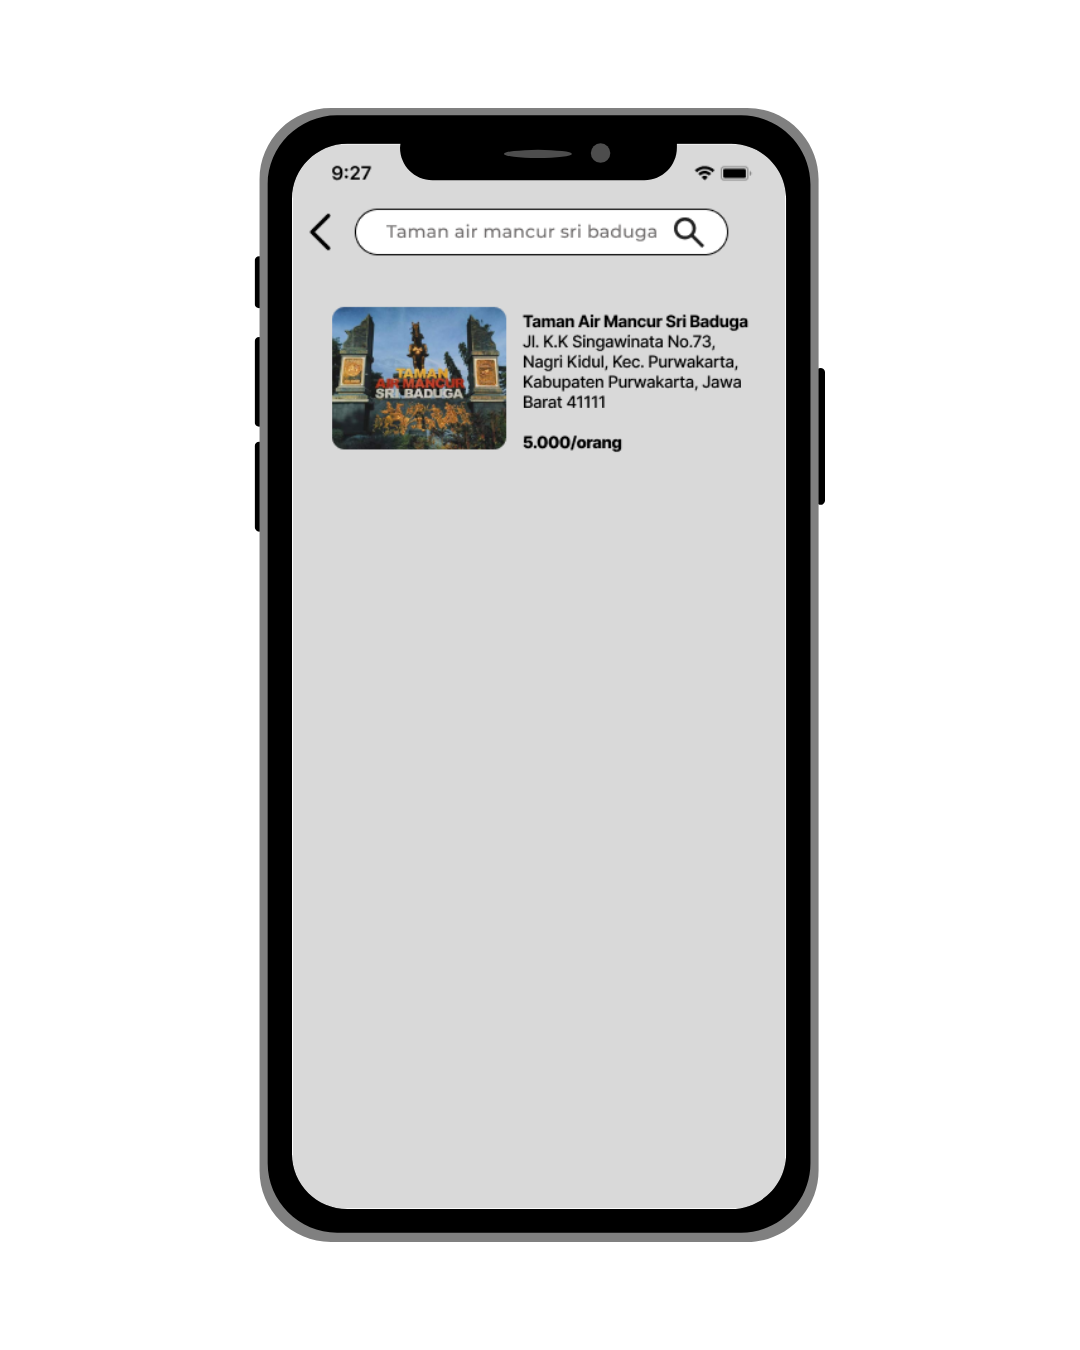 9:27
Taman air mancur sri baduga
TAMAN
AIR MANCUR
SRI BADUGA
Taman Air Mancur Sri Baduga
Jl. K.K Singawinata No.73,
Nagri Kidul, Kec. Purwakarta,
Kabupaten Purwakarta, Jawa
Barat 41111
5.000/orang